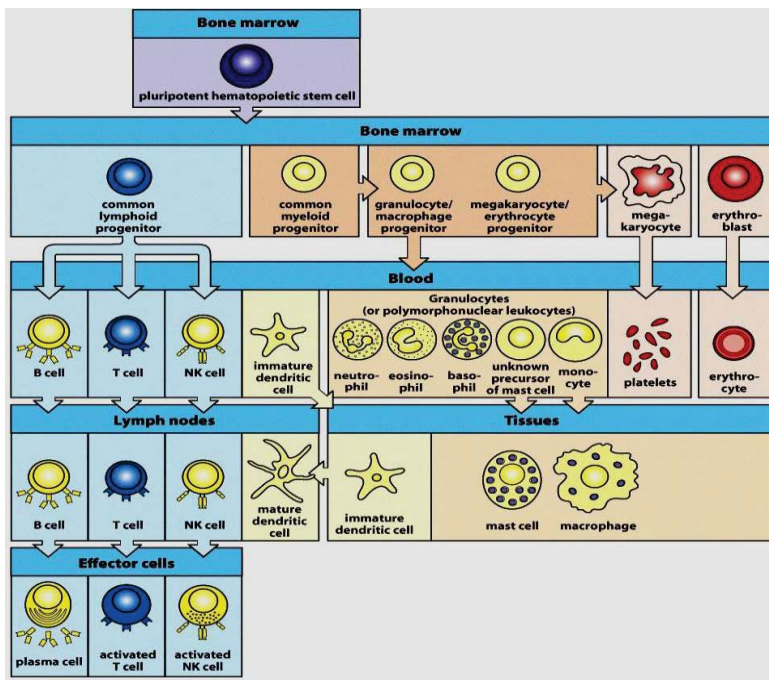 Bone marrow
pluripotent hematopoietic stem cell
Bone marrow
common
lymphoid
progenitor
common
myeloid
progenitor
granulocyte/
macrophage
progenitor
megakaryocyte/
erythrocyte
progenitor
mega-
karyocyte
erythro-
blast
Blood
B cell
T cell
NK cell
immature
dendritic
cell
Granulocytes
(or polymorphonuclear leukocytes)
neutro-
phil
eosino-
phil
baso-
phil
unknown
precursor
of mast cell
mono-
cyte
platelets
erythro-
cyte
Lymph nodes
B cell
T cell
NK cell
mature
dendritic
cell
Tissues
immature
dendritic cell
mast cell
macrophage
Effector cells
plasma cell
activated
T cell
activated
NK cell